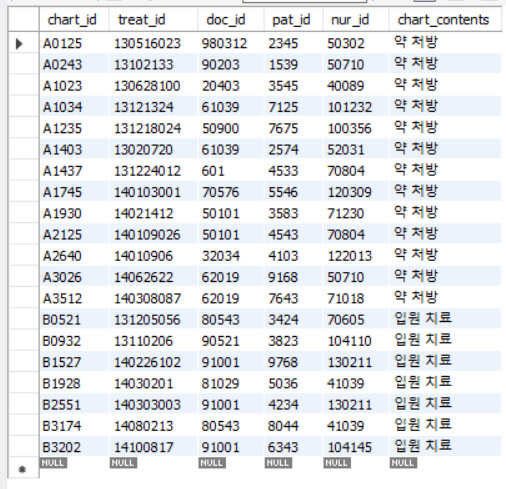 chart_id treat_id doc_id pat_id nur_id chart_contents
A0125 130516023 980312 2345 50302 약 처방
A0243 13102133 90203 1539 50710 약 처방
A1023 130628100 20403 3545 40089 약 처방
A1034 13121324 61039 7125 101232 약 처방
A1235 131218024 50900 7675 100356 약 처방
A1403 13020720 61039 2574 52031 약 처방
A1437 131224012 601 4533 70804 약 처방
A1745 140103001 70576 5546 120309 약 처방
A1930 14021412 50101 3583 71230 약 처방
A2125 140109026 50101 4543 70804 약 처방
A2640 14010906 32034 4103 122013 약 처방
A3026 14062622 62019 9168 50710 약 처방
A3512 140308087 62019 7643 71018 약 처방
B0521 131205056 80543 3424 70605 입원 치료
B0932 13110206 90521 3823 104110 입원 치료
B1527 140226102 91001 9768 130211 입원 치료
B1928 14030201 81029 5036 41039 입원 치료
B2551 140303003 91001 4234 130211 입원 치료
B3174 14080213 80543 8044 41039 입원 치료
B3202 14100817 91001 6343 104145 입원 치료
NULL NULL NULL NULL NULL NULL